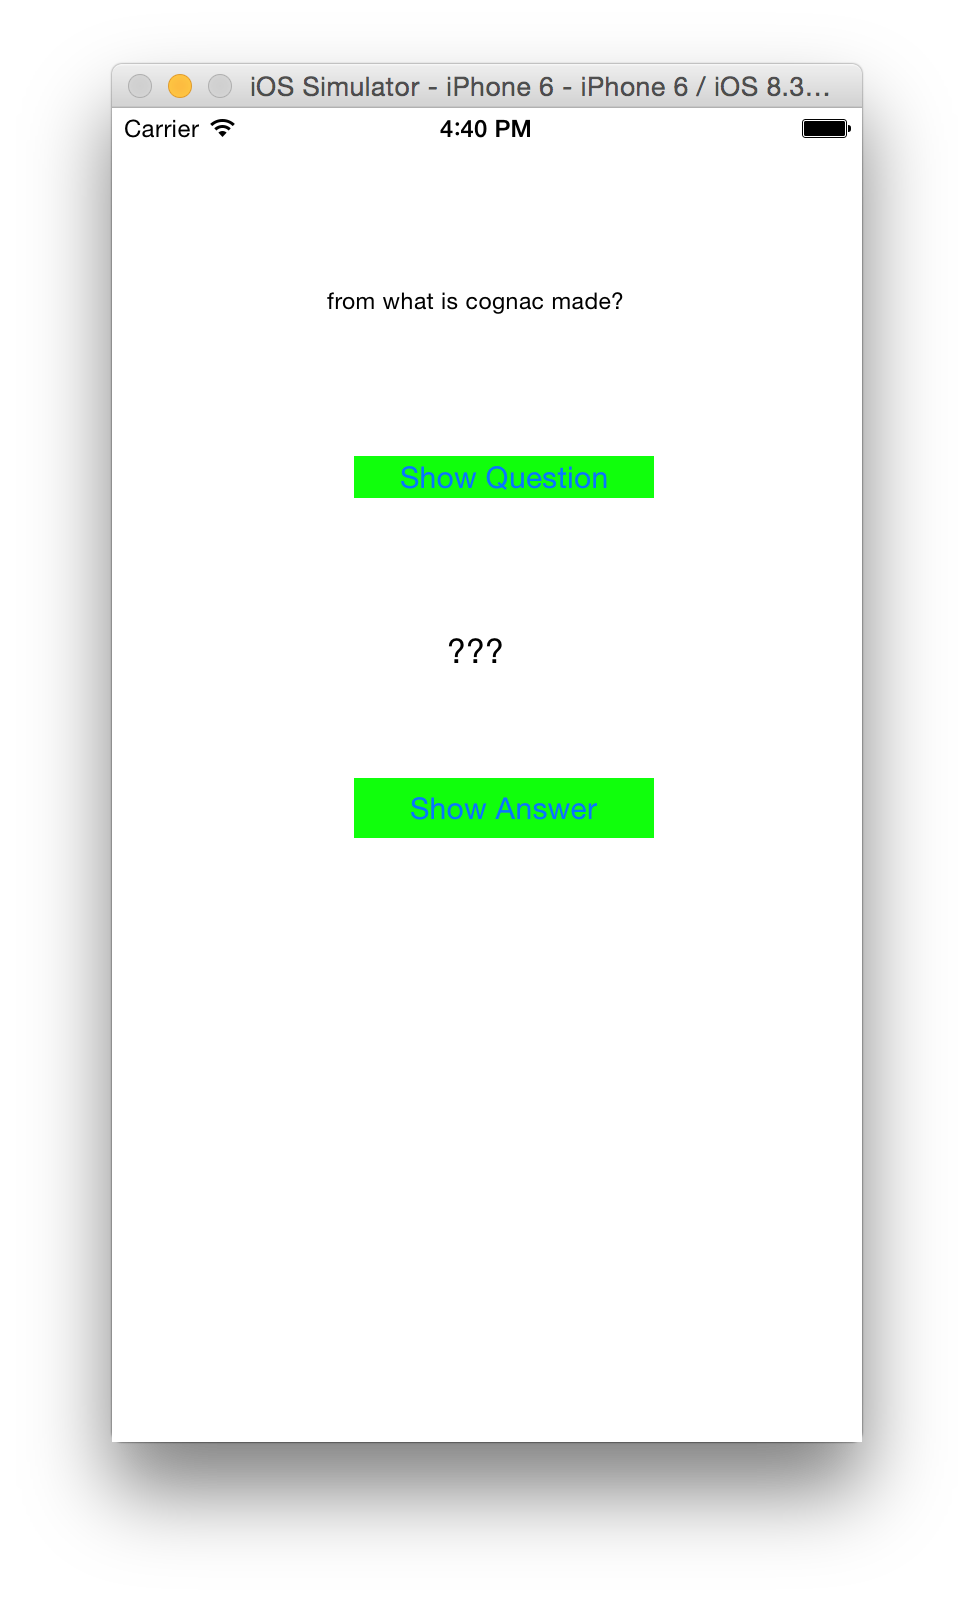 iOS Simulator - iPhone 6 - iPhone 6 / iOS 8.3...
Carrier 4:40 PM
from what is cognac made?
Show Question
???
Show Answer